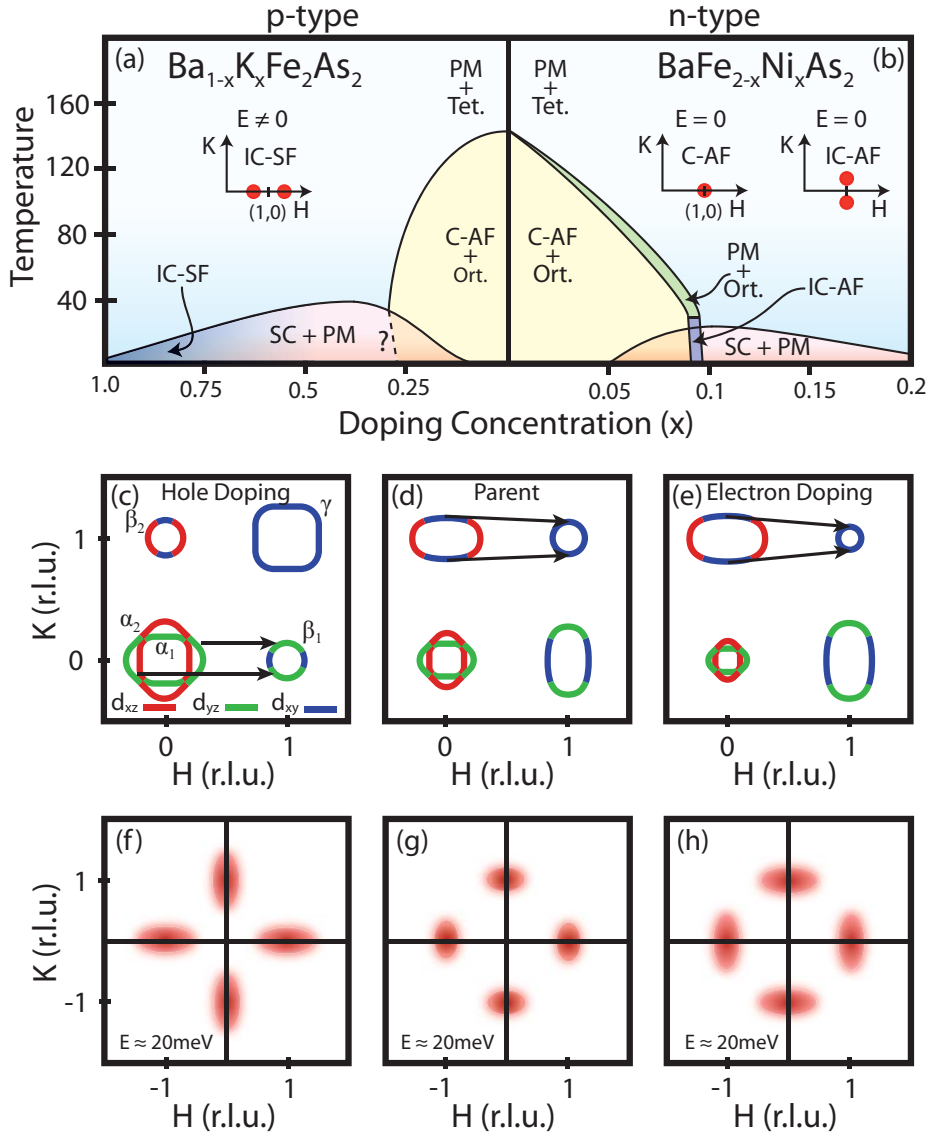 p-type
n-type
(a)
Ba1-xKxFe2As2
PM
+
Tet.
PM
+
Tet.
BaFe2-xNixAs2
(b)
E ≠ 0
K
IC-SF
(1,0)
H
E = 0
K
C-AF
(1,0)
H
E = 0
IC-AF
H
Temperature
160
120
80
40
IC-SF
C-AF
+
Ort.
C-AF
+
Ort.
PM
+
Ort.
IC-AF
SC + PM
?
SC + PM
1.0
0.75
0.5
0.25
0.05
0.1
0.15
0.2
Doping Concentration (x)
(c)
Hole Doping
β2
γ
α2
α1
β1
dxz
dyz
dxy
(d)
Parent
(e)
Electron Doping
K (r.l.u.)
1
0
0
1
0
1
0
1
H (r.l.u.)
H (r.l.u.)
H (r.l.u.)
(f)
E ≈ 20meV
(g)
E ≈ 20meV
(h)
E ≈ 20meV
K (r.l.u.)
1
-1
-1
1
-1
1
-1
1
H (r.l.u.)
H (r.l.u.)
H (r.l.u.)